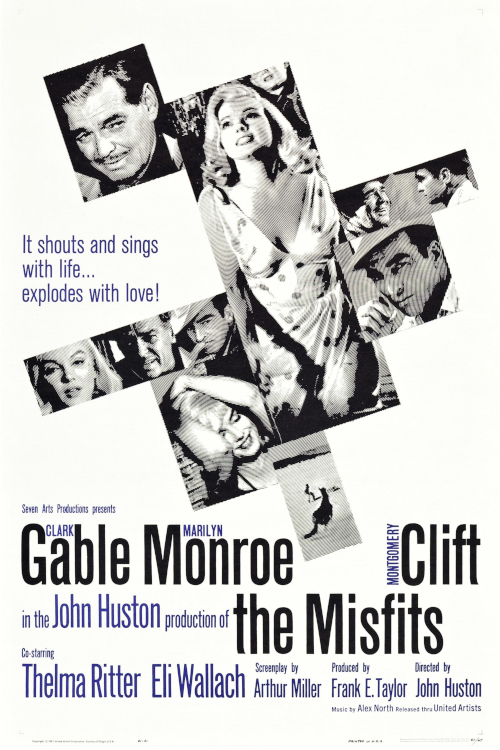 It shouts and sings
with life...
explodes with love!
Seven Arts Productions presents
CLARK Gable MARILYN Monroe MONTGOMERY Clift
in the John Huston production of the Misfits
Co-starring
Thelma Ritter Eli Wallach
Screenplay by
Arthur Miller
Produced by
Frank E. Taylor
Directed by
John Huston
Music by Alex North Released thru United Artists